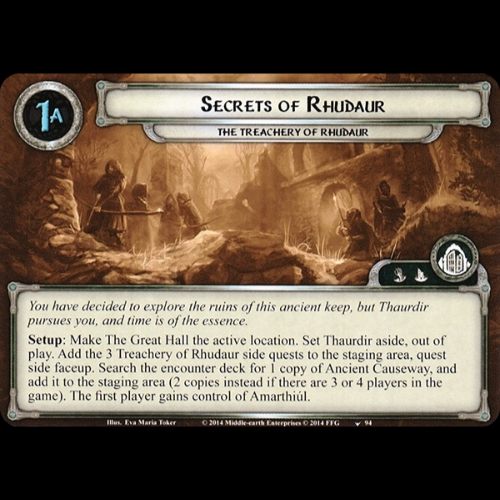 1A
SECRETS OF RHUDAUR
THE TREACHERY OF RHUDAUR
You have decided to explore the ruins of this ancient keep, but Thaurdir
pursues you, and time is of the essence.
Setup: Make The Great Hall the active location. Set Thaurdir aside, out of
play. Add the 3 Treachery of Rhudaur side quests to the staging area, quest
side faceup. Search the encounter deck for 1 copy of Ancient Causeway, and
add it to the staging area (2 copies instead if there are 3 or 4 players in the
game). The first player gains control of Amarthiúl.
Illus. Eva Maria Toker © 2014 Middle-earth Enterprises © 2014 FFG 94